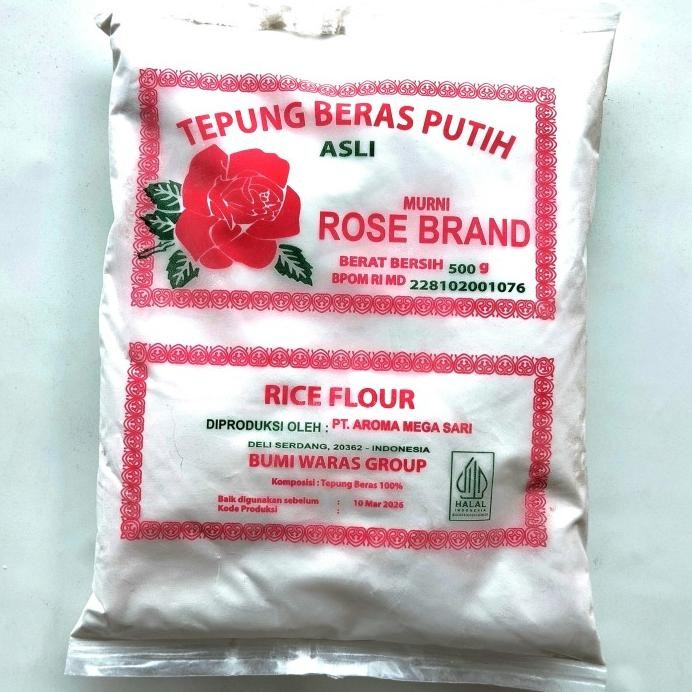 TEPUNG BERAS PUTIH
ASLI
MURNI
ROSE BRAND
BERAT BERSIH 500 g
BPOM RI MD 228102001076
RICE FLOUR
DIPRODUKSI OLEH : PT. AROMA MEGA SARI
DELI SERDANG, 20362 - INDONESIA
BUMI WARAS GROUP
Komposisi : Tepung Beras 100%
Baik digunakan sebelum : 10 Mar 2026
Kode Produksi :
HALAL
INDONESIA